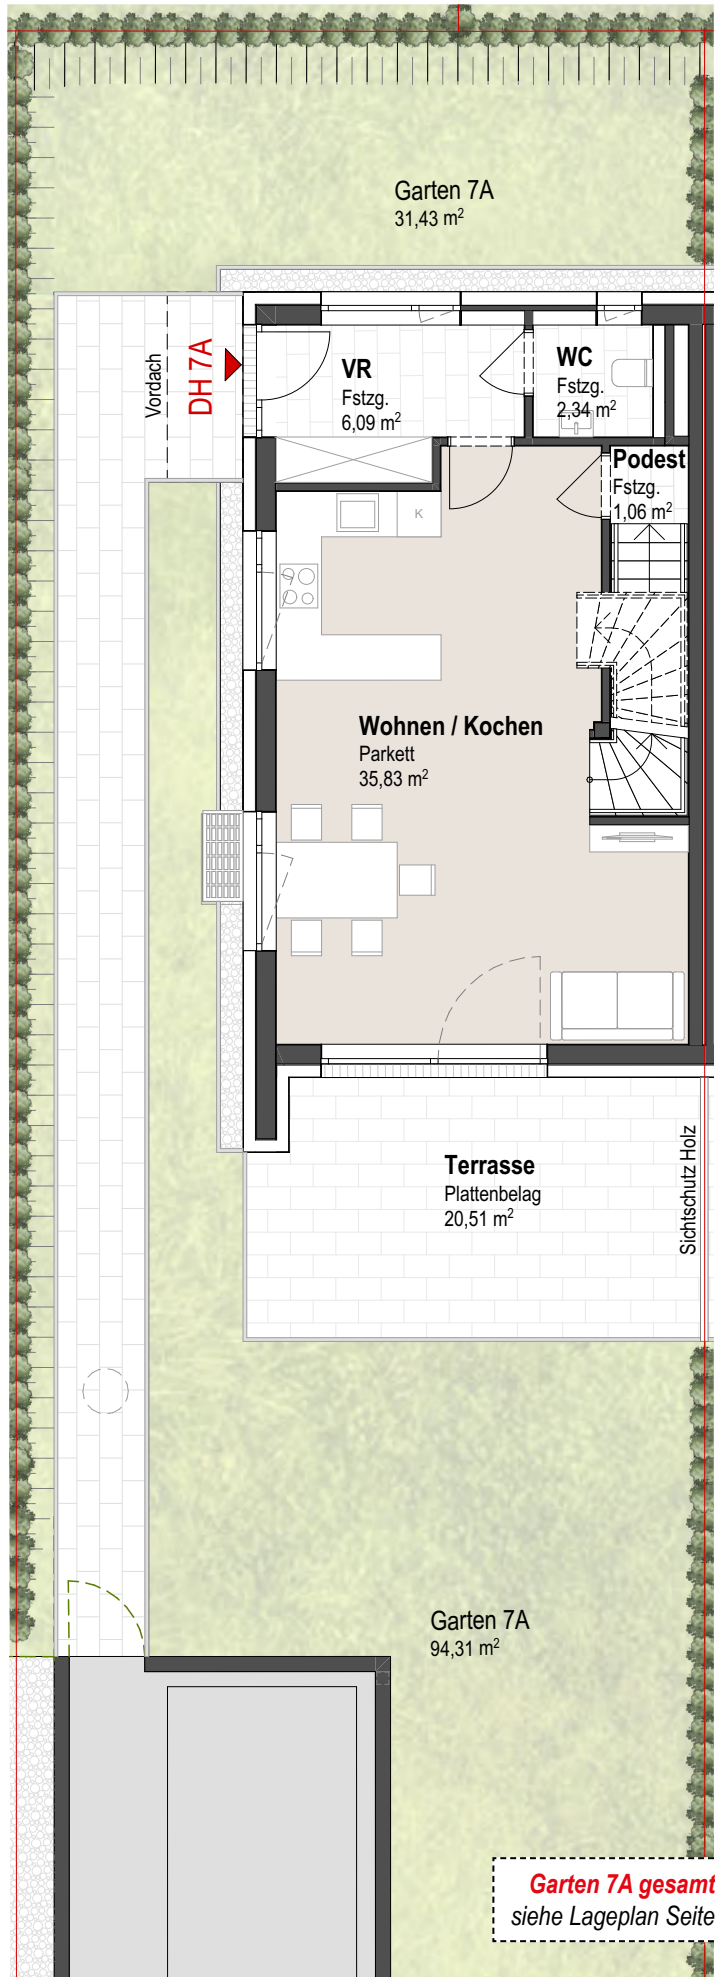 Garten 7A
31,43 m²
Vordach
DH 7A
VR
Fstzg.
6,09 m²
WC
Fstzg.
2,34 m²
Podest
Fstzg.
1,06 m²
K
Wohnen / Kochen
Parkett
35,83 m²
Terrasse
Plattenbelag
20,51 m²
Sichtschutz Holz
Garten 7A
94,31 m²
Garten 7A gesamt
siehe Lageplan Seite